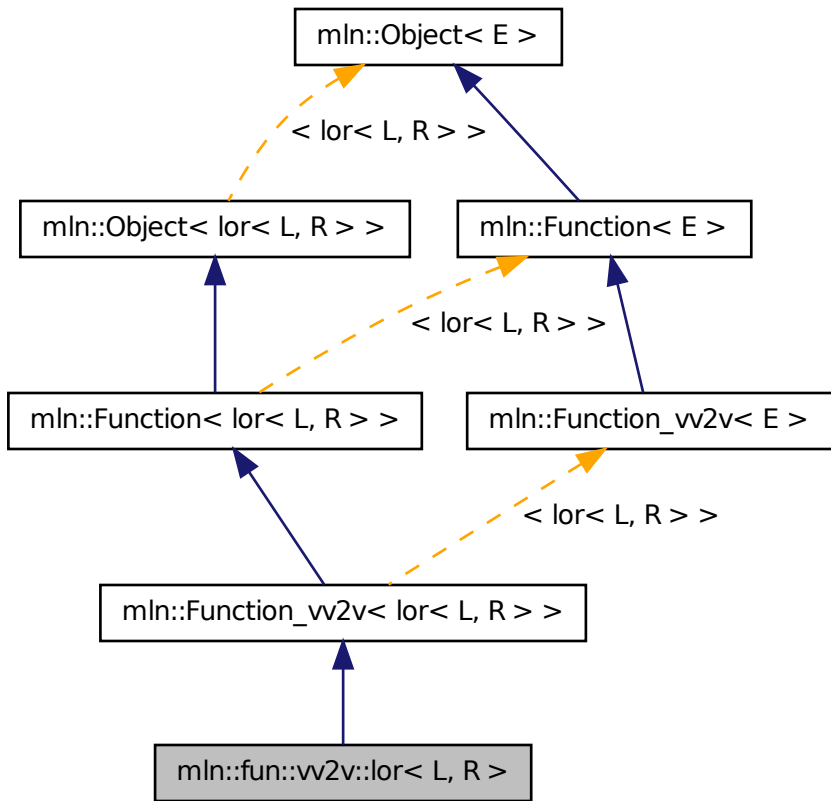 mln::Object< E >
< lor< L, R > >
mln::Object< lor< L, R > >
mln::Function< E >
< lor< L, R > >
mln::Function< lor< L, R > >
mln::Function_vv2v< E >
< lor< L, R > >
mln::Function_vv2v< lor< L, R > >
mln::fun::vv2v::lor< L, R >